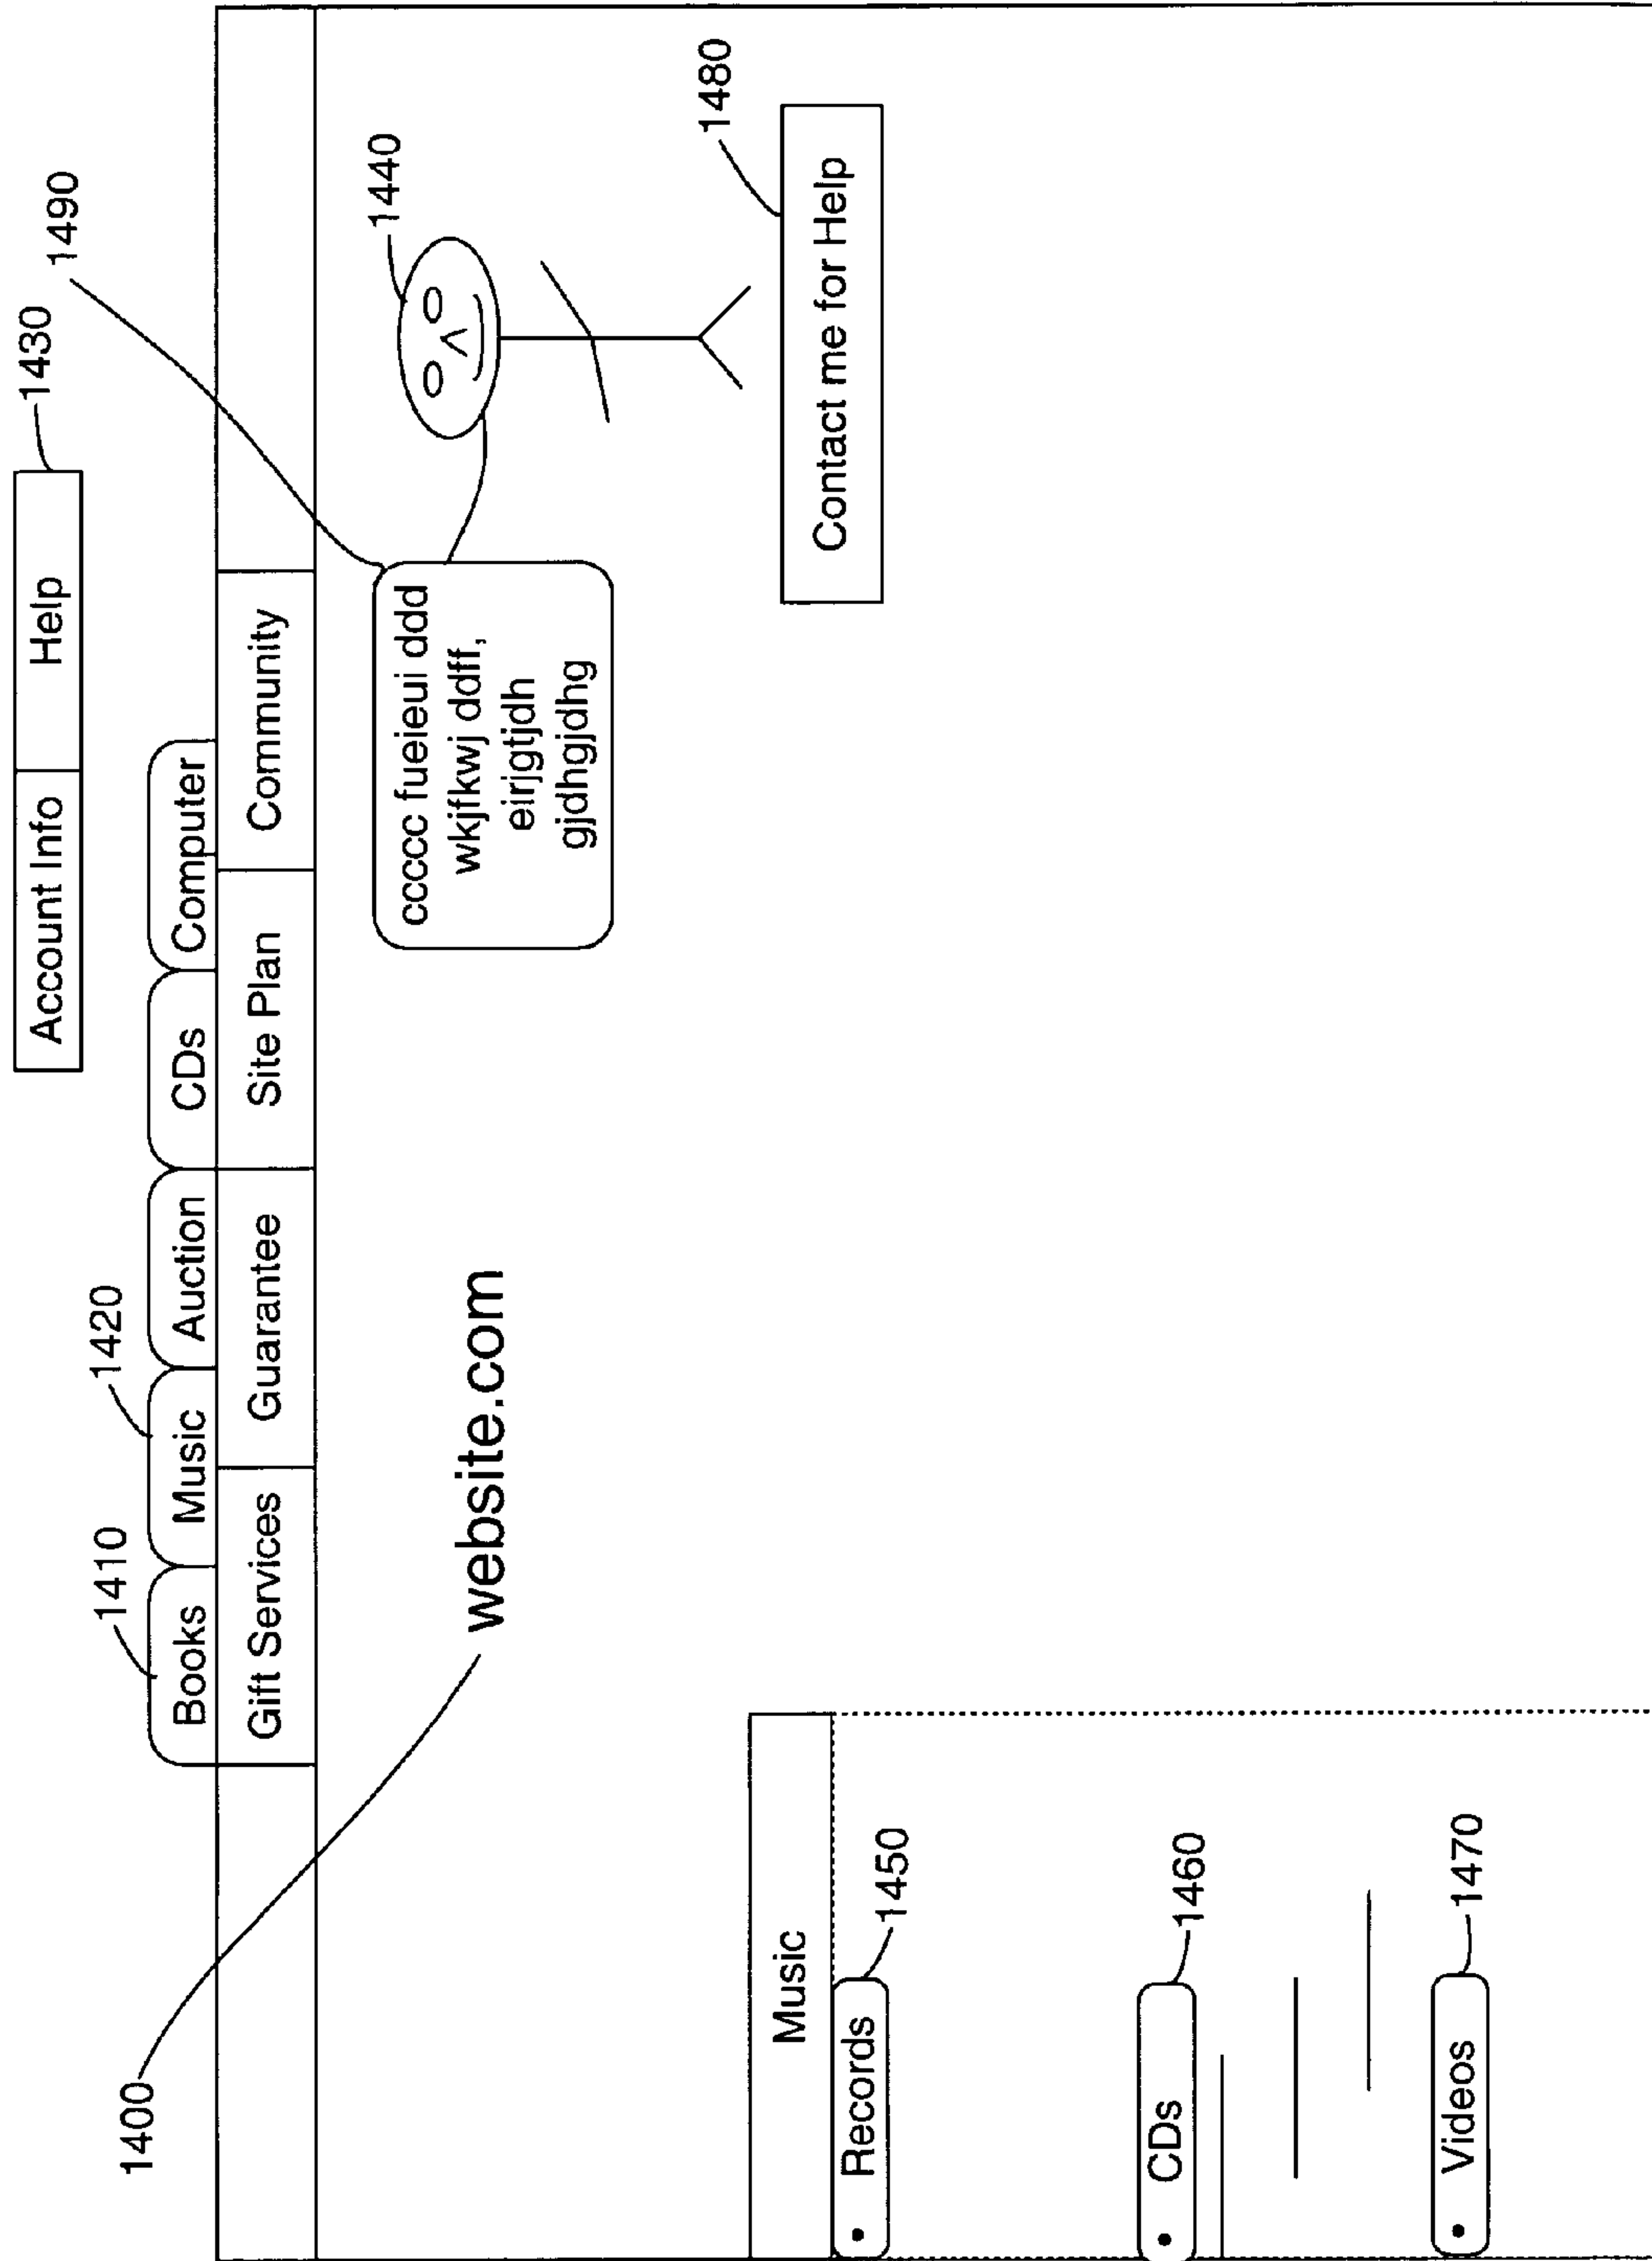 Account Info Help 1430
1490
1400
1410
1420
Books Music Auction CDs Computer
Gift Services Guarantee Site Plan Community
website.com
1440
ccccc fueieui ddd
wkjfkwj ddff,
eirjgtjdh
gjdhgjdhg
1480
Contact me for Help
Music
• Records
1450
• CDs
1460
• Videos
1470